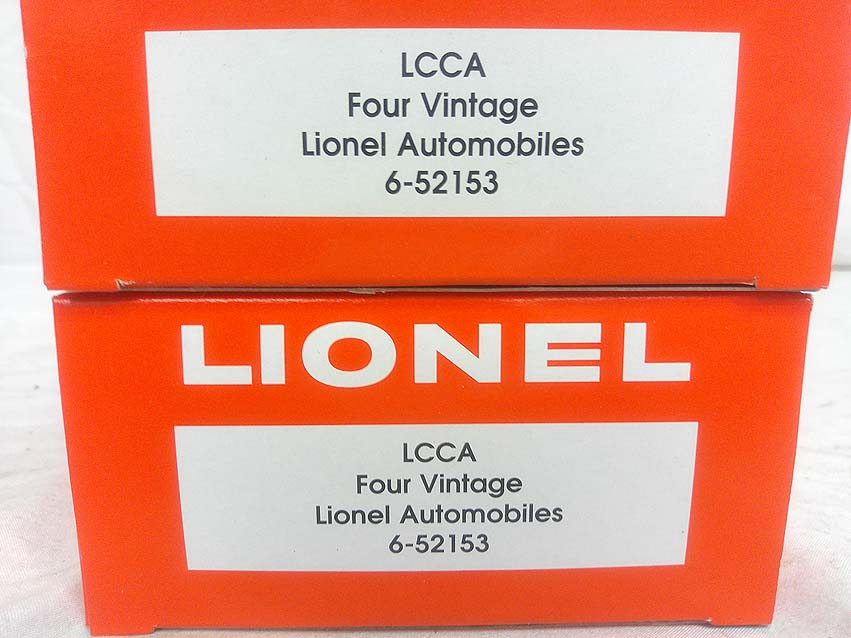 LCCA
Four Vintage
Lionel Automobiles
6-52153
LIONEL
LCCA
Four Vintage
Lionel Automobiles
6-52153